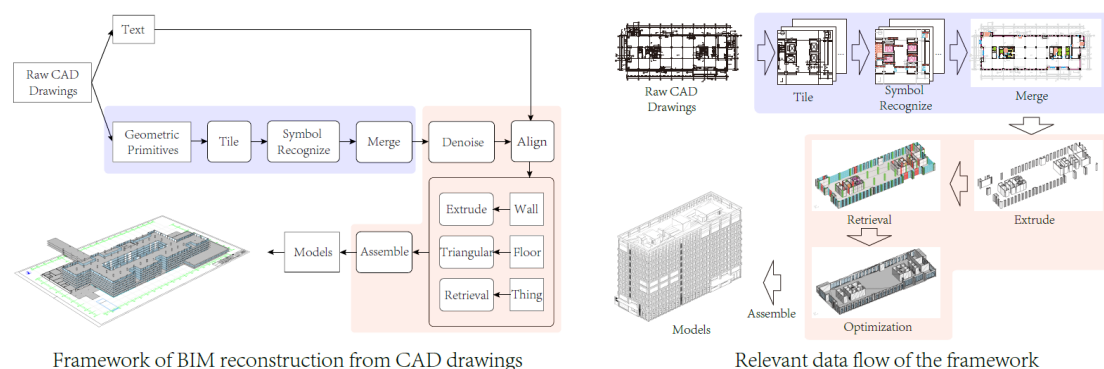 Text
Raw CAD
Drawings
Geometric
Primitives
Tile
Symbol
Recognize
Merge
Denoise
Align
Extrude
Wall
Triangular
Floor
Retrieval
Thing
Assemble
Models
Framework of BIM reconstruction from CAD drawings
Raw CAD
Drawings
Tile
Symbol
Recognize
Merge
Retrieval
Extrude
Optimization
Assemble
Models
Relevant data flow of the framework